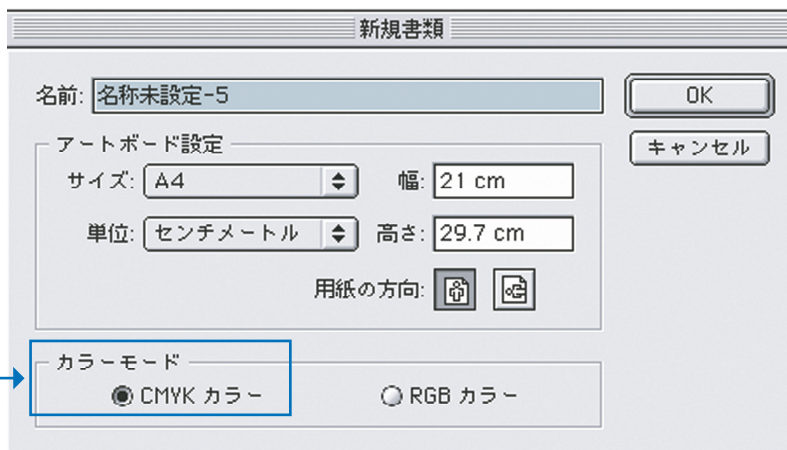 新規書類
名前: 名称未設定-5
OK
キャンセル
アートボード設定
サイズ: A4 幅: 21 cm
単位: センチメートル 高さ: 29.7 cm
用紙の方向:
カラーモード
CMYK カラー RGB カラー